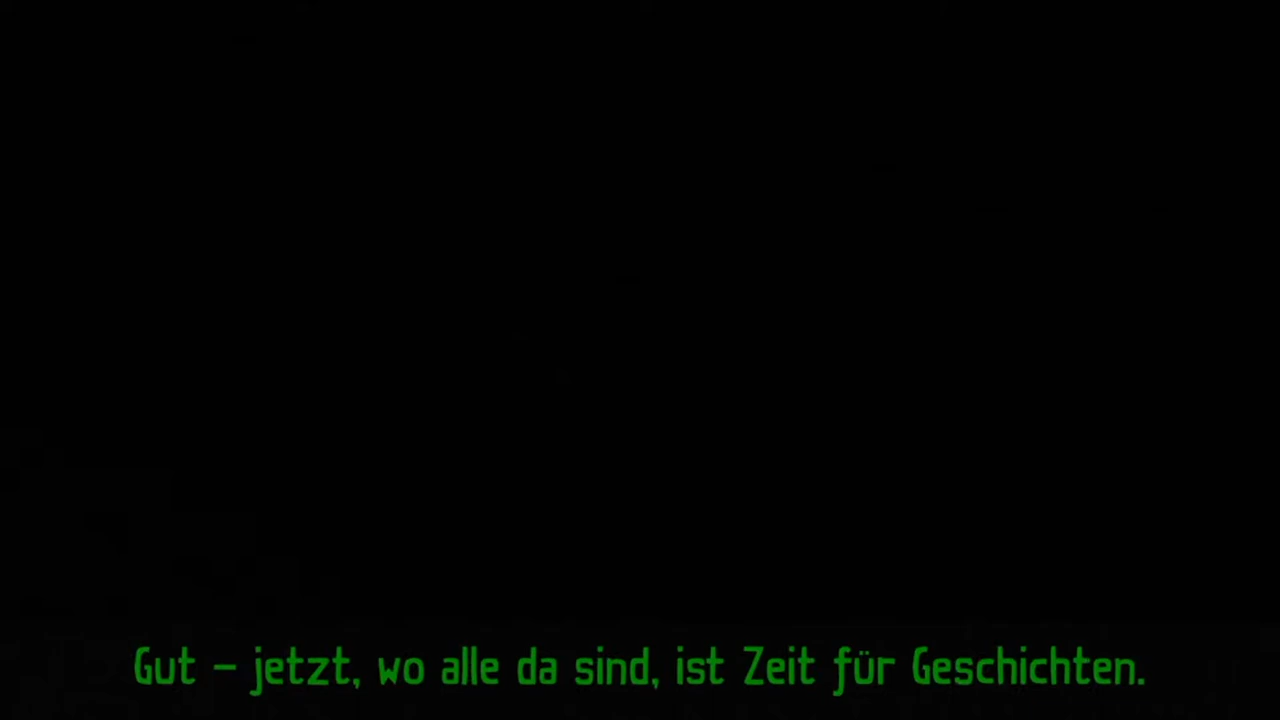 Gut – jetzt, wo alle da sind, ist Zeit für Geschichten.